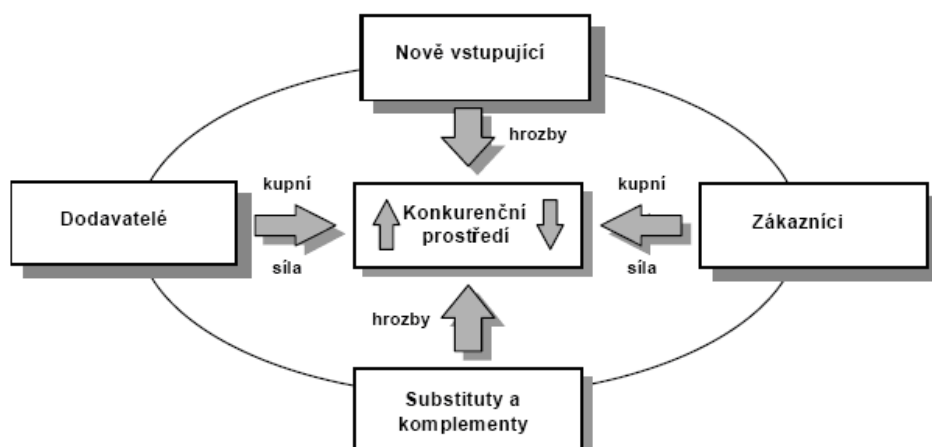 Nově vstupující
hrozby
kupní
kupní
Dodavatelé
Konkurenční
prostředí
Zákazníci
síla
síla
hrozby
Substituty a
komplementy